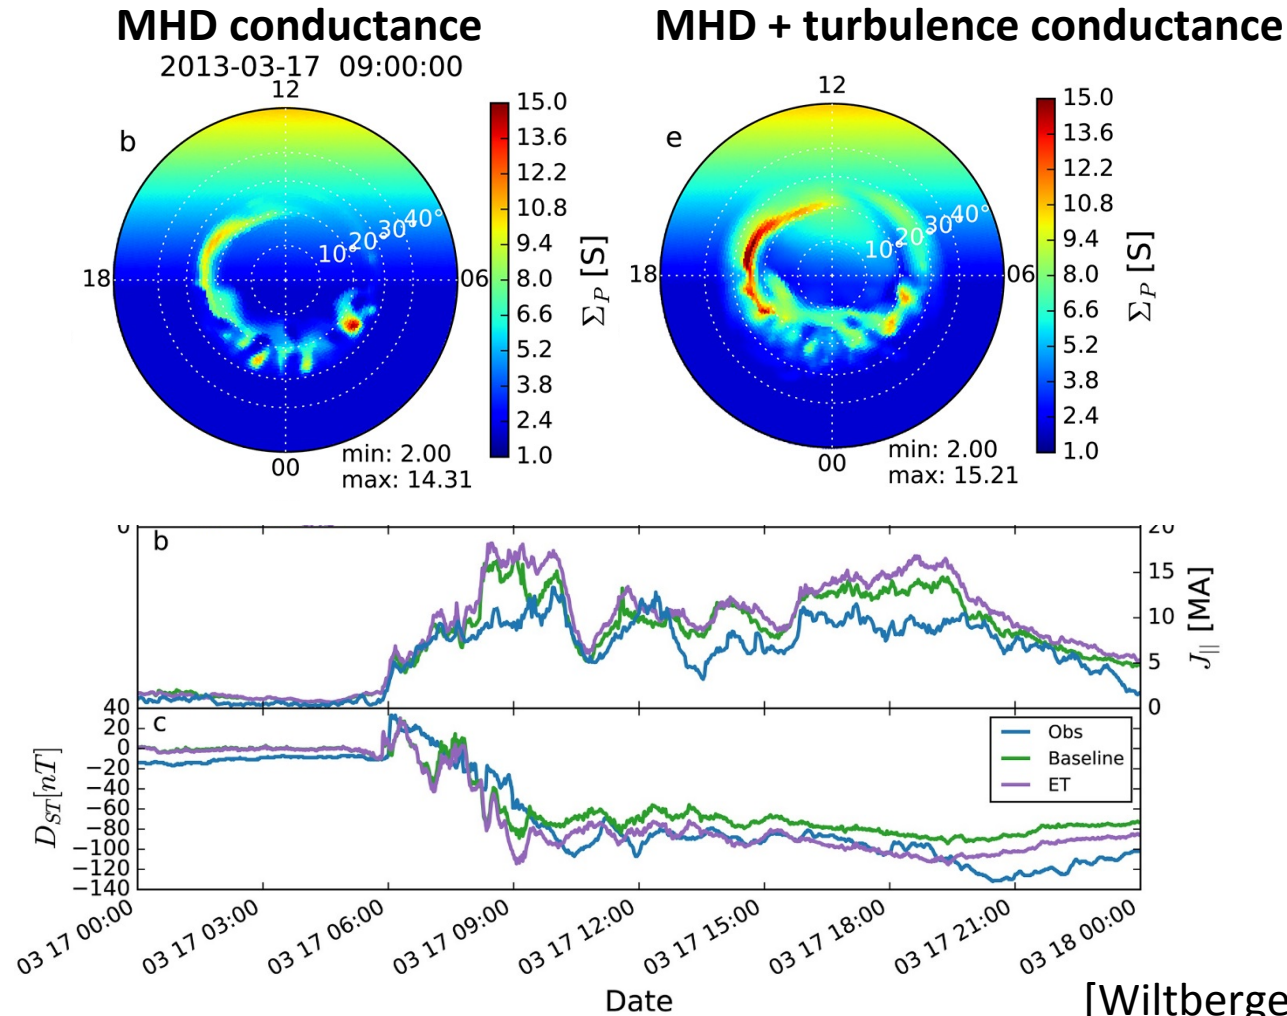 MHD conductance
MHD + turbulence conductance
2013-03-17 09:00:00
12
b
18
06
00
10°
20°
30°
40°
min: 2.00
max: 14.31
15.0
13.6
12.2
10.8
9.4
8.0
6.6
5.2
3.8
2.4
1.0
Σ_P [S]
12
e
18
06
00
10°
20°
30°
40°
min: 2.00
max: 15.21
15.0
13.6
12.2
10.8
9.4
8.0
6.6
5.2
3.8
2.4
1.0
Σ_P [S]
b
20
15
10
5
0
J_|| [MA]
c
40
20
0
−20
−40
−60
−80
−100
−120
−140
D_ST[nT]
Obs
Baseline
ET
03 17 00:00
03 17 03:00
03 17 06:00
03 17 09:00
03 17 12:00
03 17 15:00
03 17 18:00
03 17 21:00
03 18 00:00
Date
[Wiltberge